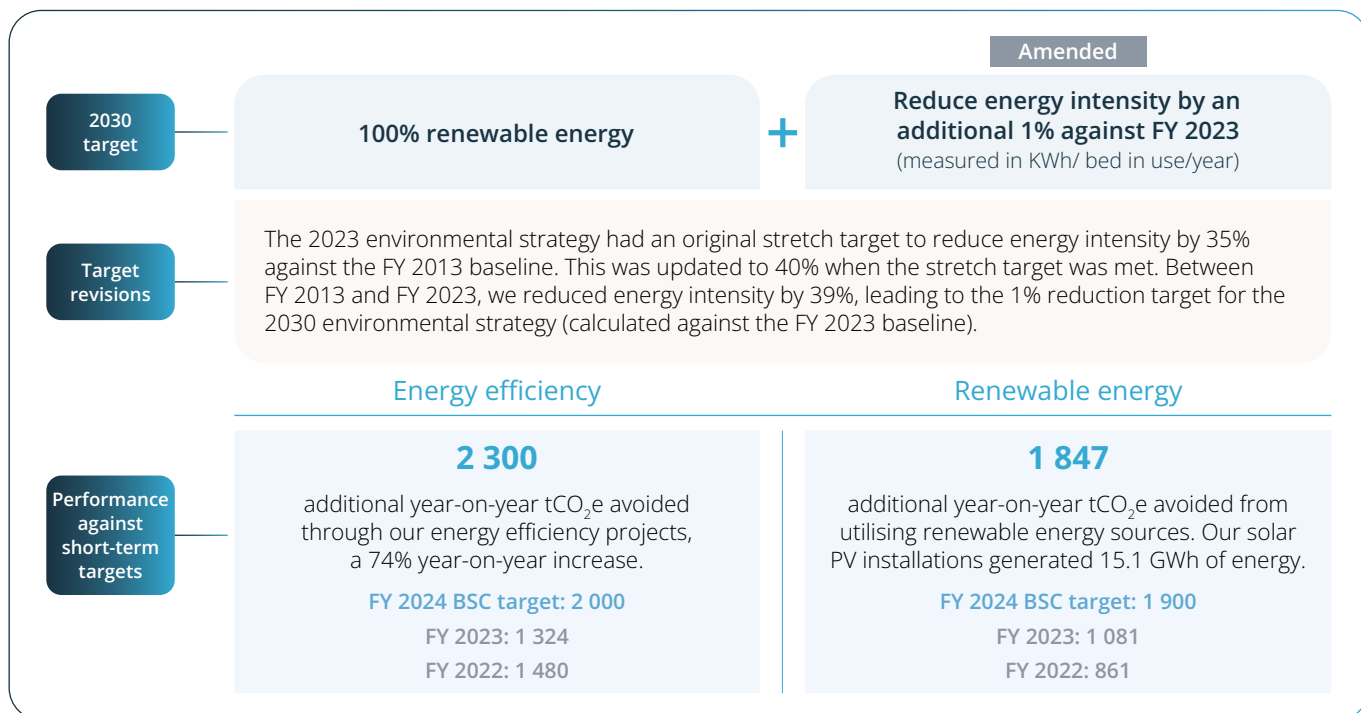 Amended
2030
target
100% renewable energy
+
Reduce energy intensity by an
additional 1% against FY 2023
(measured in KWh/ bed in use/year)
Target
revisions
The 2023 environmental strategy had an original stretch target to reduce energy intensity by 35%
against the FY 2013 baseline. This was updated to 40% when the stretch target was met. Between
FY 2013 and FY 2023, we reduced energy intensity by 39%, leading to the 1% reduction target for the
2030 environmental strategy (calculated against the FY 2023 baseline).
Energy efficiency
Renewable energy
Performance
against
short-term
targets
2 300
additional year-on-year tCO₂e avoided
through our energy efficiency projects,
a 74% year-on-year increase.
FY 2024 BSC target: 2 000
FY 2023: 1 324
FY 2022: 1 480
1 847
additional year-on-year tCO₂e avoided from
utilising renewable energy sources. Our solar
PV installations generated 15.1 GWh of energy.
FY 2024 BSC target: 1 900
FY 2023: 1 081
FY 2022: 861